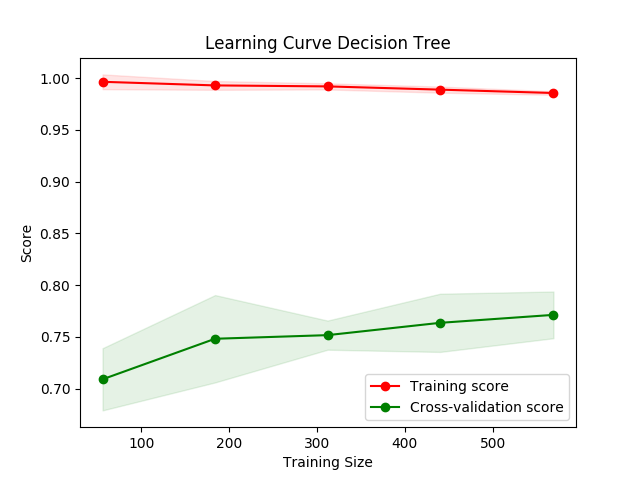 Learning Curve Decision Tree
1.00
0.95
0.90
0.85
0.80
0.75
0.70
Score
100 200 300 400 500
Training Size
Training score
Cross-validation score